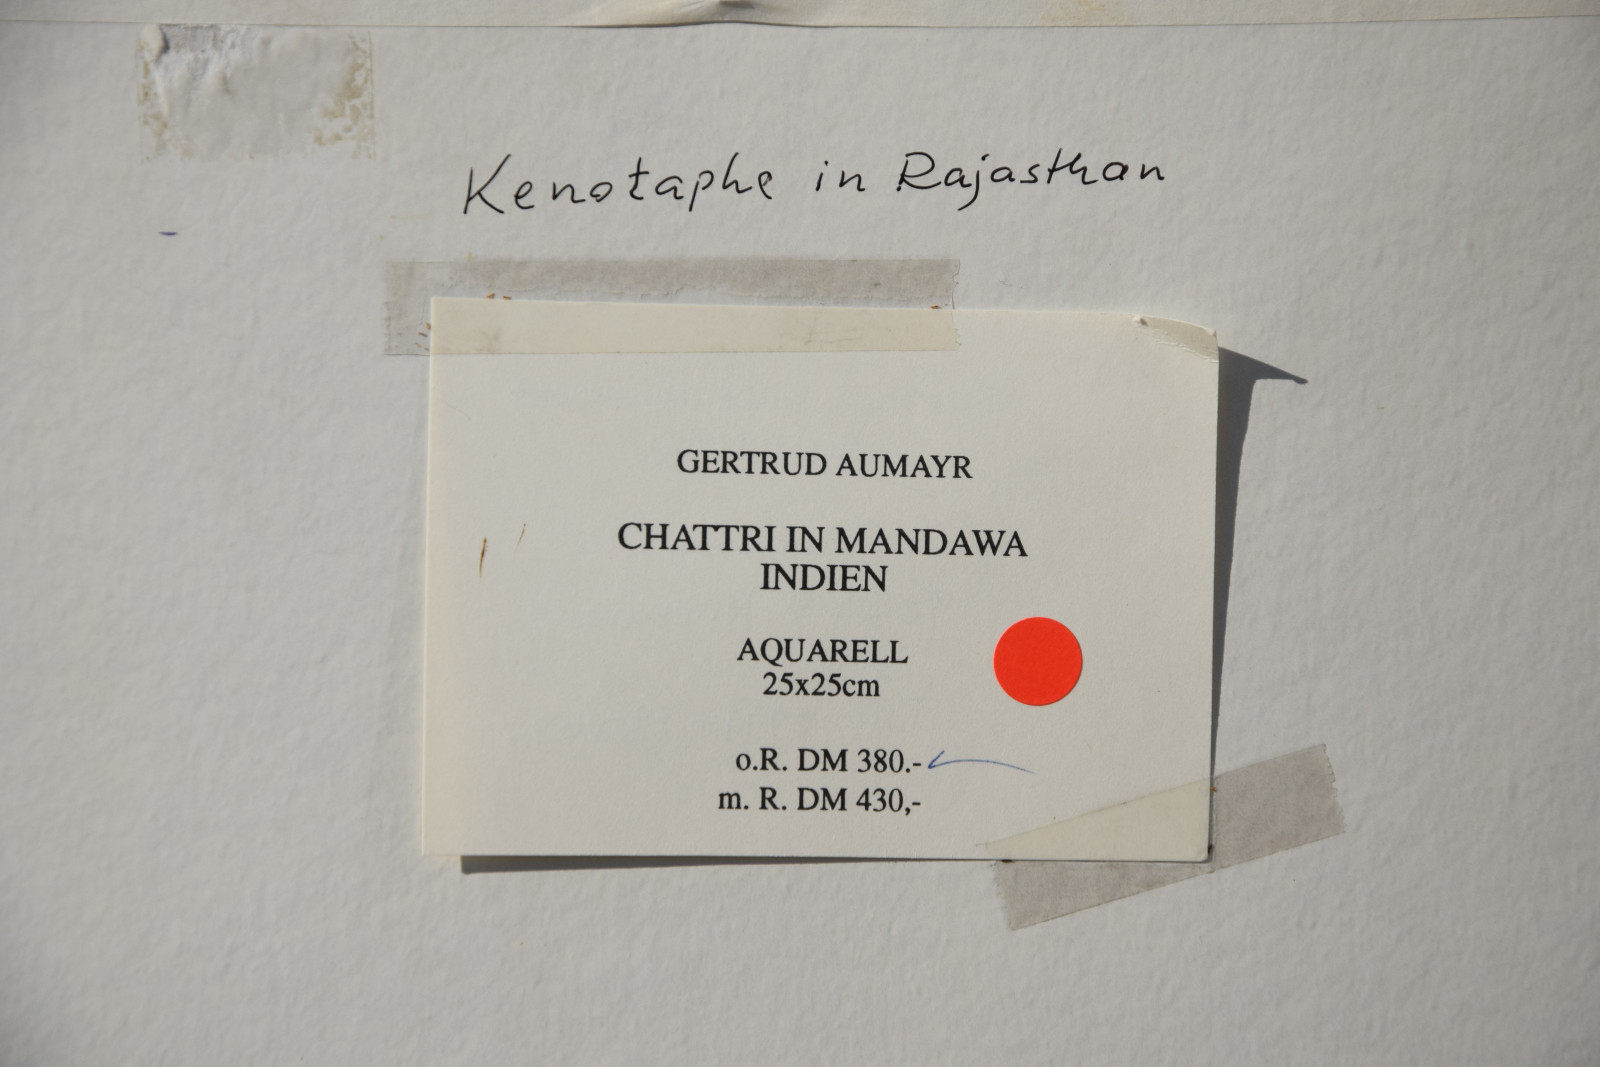 Kenotaphe in Rajasthan
GERTRUD AUMAYR
CHATTRI IN MANDAWA
INDIEN
AQUARELL
25x25cm
o.R. DM 380.-
m. R. DM 430,-